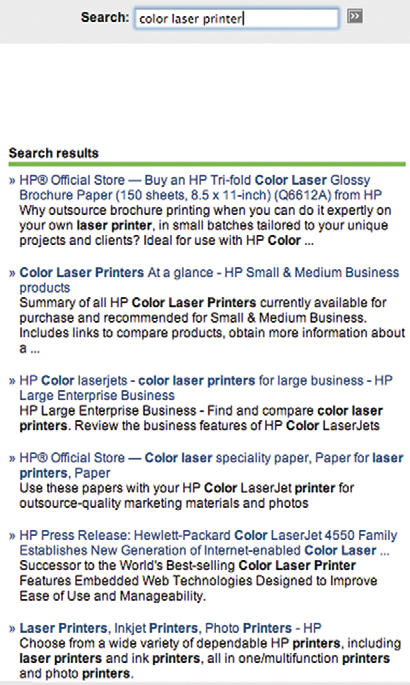 Search: color laser printer
Search results
» HP® Official Store — Buy an HP Tri-fold Color Laser Glossy
Brochure Paper (150 sheets, 8.5 x 11-inch) (Q6612A) from HP
Why outsource brochure printing when you can do it expertly on
your own laser printer, in small batches tailored to your unique
projects and clients? Ideal for use with HP Color ...
» Color Laser Printers At a glance - HP Small & Medium Business
products
Summary of all HP Color Laser Printers currently available for
purchase and recommended for Small & Medium Business.
Includes links to compare products, obtain more information about
a ...
» HP Color laserjets - color laser printers for large business - HP
Large Enterprise Business
HP Large Enterprise Business - Find and compare color laser
printers. Review the business features of HP Color LaserJets
» HP® Official Store — Color laser speciality paper, Paper for laser
printers, Paper
Use these papers with your HP Color LaserJet printer for
outsource-quality marketing materials and photos
» HP Press Release: Hewlett-Packard Color LaserJet 4550 Family
Establishes New Generation of Internet-enabled Color Laser ...
Successor to the World's Best-selling Color Laser Printer
Features Embedded Web Technologies Designed to Improve
Ease of Use and Manageability.
» Laser Printers, Inkjet Printers, Photo Printers - HP
Choose from a wide variety of dependable HP printers, including
laser printers and ink printers, all in one/multifunction printers
and photo printers.